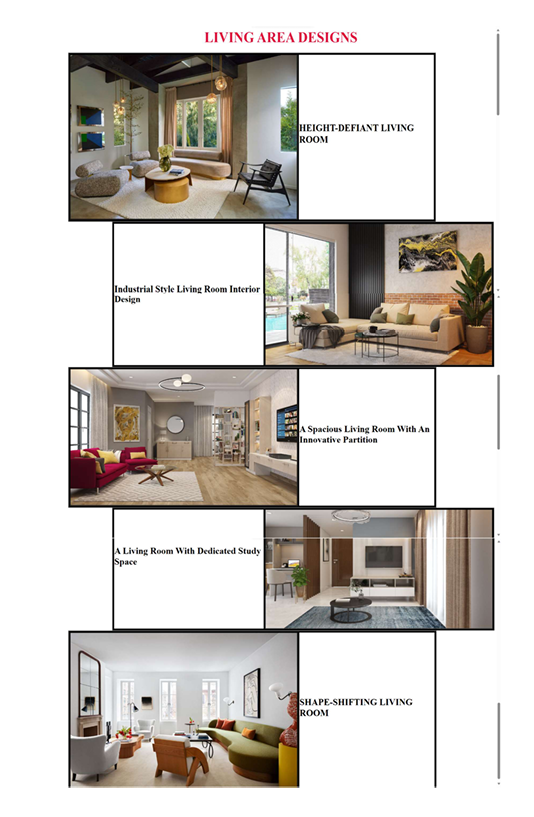 LIVING AREA DESIGNS
HEIGHT-DEFIANT LIVING
ROOM
Industrial Style Living Room Interior
Design
A Spacious Living Room With An
Innovative Partition
A Living Room With Dedicated Study
Space
SHAPE-SHIFTING LIVING
ROOM